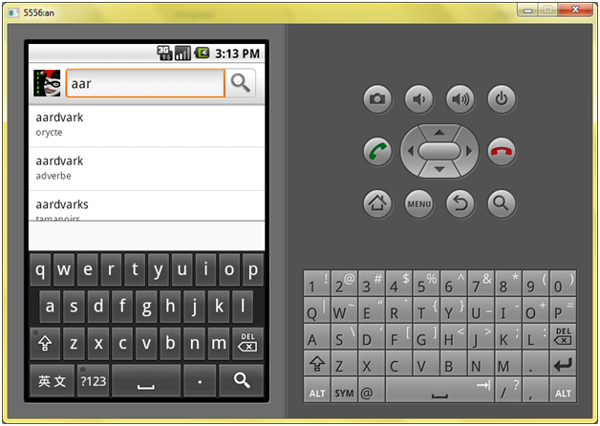 5556:an
3G
3:13 PM
aar
aardvark
orycte
aardvark
adverbe
aardvarks
tamanoirs
q w e r t y u i o p
a s d f g h j k l
z x c v b n m DEL
英文 ?123 .
MENU
1 ! 2 @ 3 # 4 $ 5 % 6 ^ 7 & 8 * 9 ( 0 )
Q | W ~ E " R ` T { Y } U _ I - O + P =
A S \ D ' F [ G ] H < J > K ; L : DEL
Z X C V B N M .
ALT SYM @ / ? , ALT